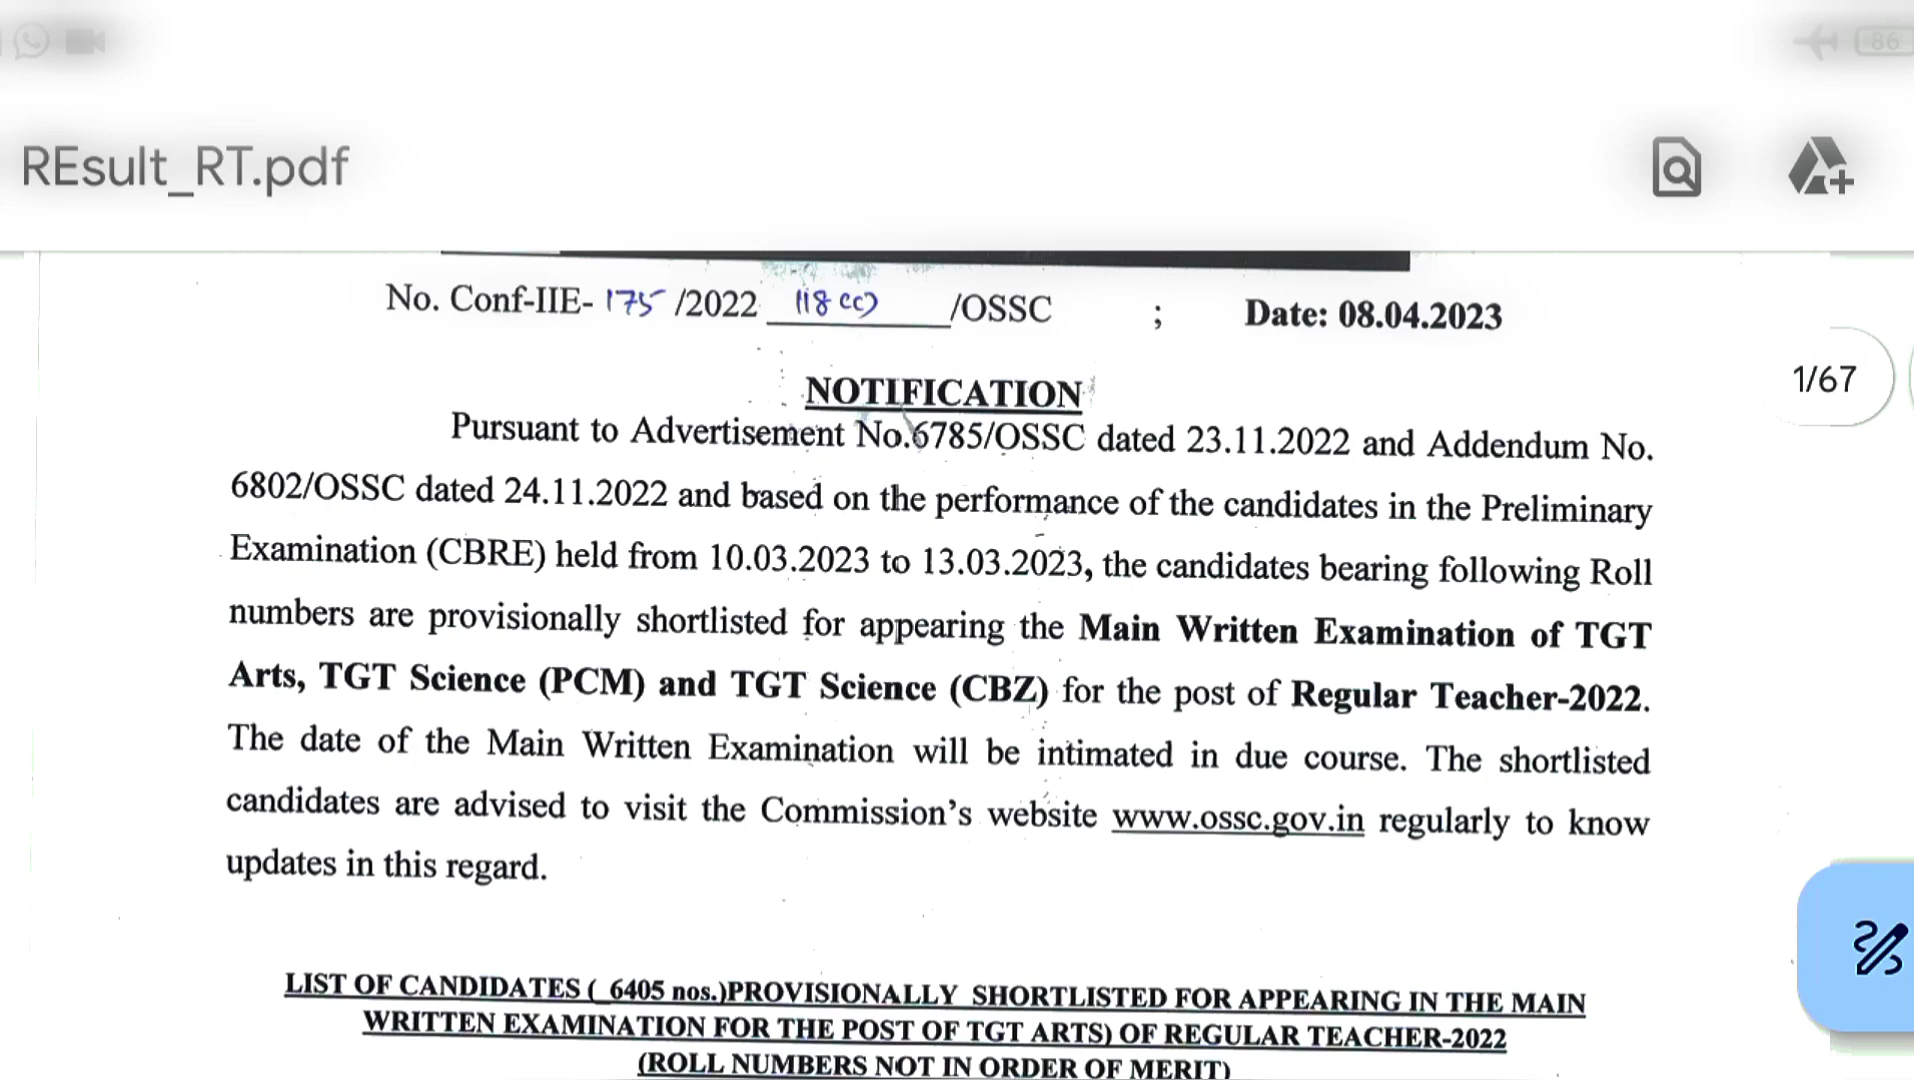 86
REsult_RT.pdf
No. Conf-IIE- 175 /2022 /OSSC ; Date: 08.04.2023
1/67
NOTIFICATION
Pursuant to Advertisement No.6785/OSSC dated 23.11.2022 and Addendum No.
6802/OSSC dated 24.11.2022 and based on the performance of the candidates in the Preliminary
Examination (CBRE) held from 10.03.2023 to 13.03.2023, the candidates bearing following Roll
numbers are provisionally shortlisted for appearing the Main Written Examination of TGT
Arts, TGT Science (PCM) and TGT Science (CBZ) for the post of Regular Teacher-2022.
The date of the Main Written Examination will be intimated in due course. The shortlisted
candidates are advised to visit the Commission's website www.ossc.gov.in regularly to know
updates in this regard.
LIST OF CANDIDATES ( 6405 nos.)PROVISIONALLY SHORTLISTED FOR APPEARING IN THE MAIN
WRITTEN EXAMINATION FOR THE POST OF TGT ARTS) OF REGULAR TEACHER-2022
(ROLL NUMBERS NOT IN ORDER OF MERIT)